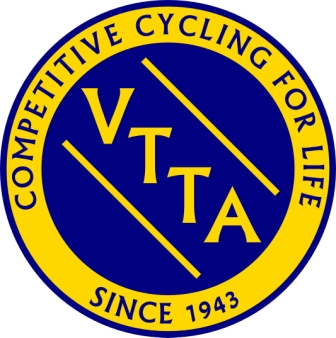 COMPETITIVE CYCLING FOR LIFE
VTTA
SINCE 1943